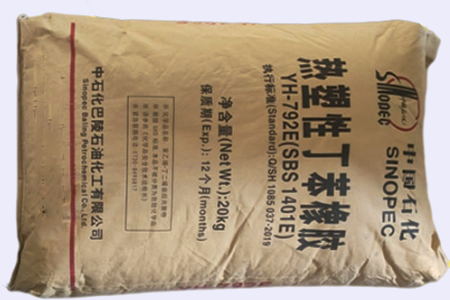 中国石化
SINOPEC
Sinopec
SINOPEC
热塑性丁苯橡胶
YH-792E(SBS 1401E)
执行标准(Standard):Q/SH 1085 037-2019
净含量(Net Wt.):20kg
保质期(Exp.):12个月(months)
中石化巴陵石油化工有限公司
Sinopec Baling Petrochemical Co., Ltd.